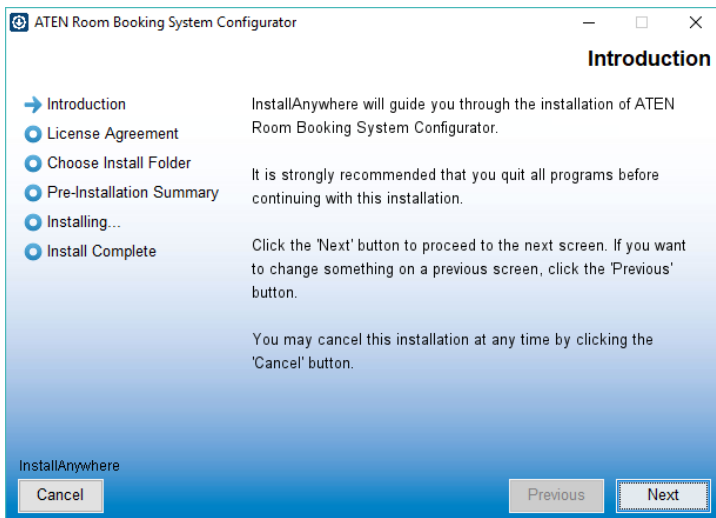 ATEN Room Booking System Configurator
Introduction
Introduction
License Agreement
Choose Install Folder
Pre-Installation Summary
Installing...
Install Complete
InstallAnywhere will guide you through the installation of ATEN
Room Booking System Configurator.
It is strongly recommended that you quit all programs before
continuing with this installation.
Click the 'Next' button to proceed to the next screen. If you want
to change something on a previous screen, click the 'Previous'
button.
You may cancel this installation at any time by clicking the
'Cancel' button.
InstallAnywhere
Cancel
Previous
Next